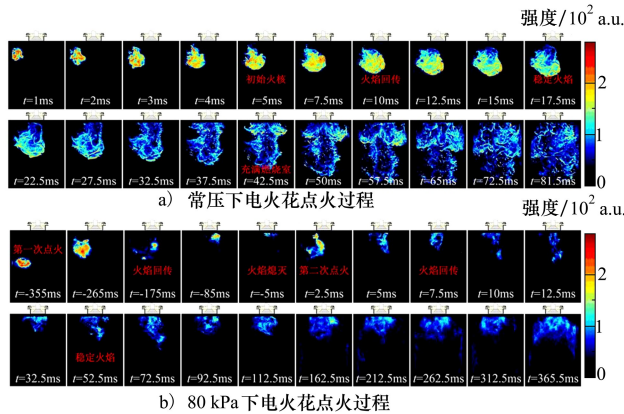 强度/10² a.u.
初始火核 火焰回传 稳定火焰
t=1ms t=2ms t=3ms t=4ms t=5ms t=7.5ms t=10ms t=12.5ms t=15ms t=17.5ms
2
1
0
充满燃烧室
t=22.5ms t=27.5ms t=32.5ms t=37.5ms t=42.5ms t=50ms t=57.5ms t=65ms t=72.5ms t=81.5ms
a) 常压下电火花点火过程
强度/10² a.u.
第一次点火 火焰回传 火焰熄灭 第二次点火 火焰回传
t=-355ms t=-265ms t=-175ms t=-85ms t=-5ms t=2.5ms t=5ms t=7.5ms t=10ms t=12.5ms
2
1
0
稳定火焰
t=32.5ms t=52.5ms t=72.5ms t=92.5ms t=112.5ms t=162.5ms t=212.5ms t=262.5ms t=312.5ms t=365.5ms
b) 80 kPa下电火花点火过程